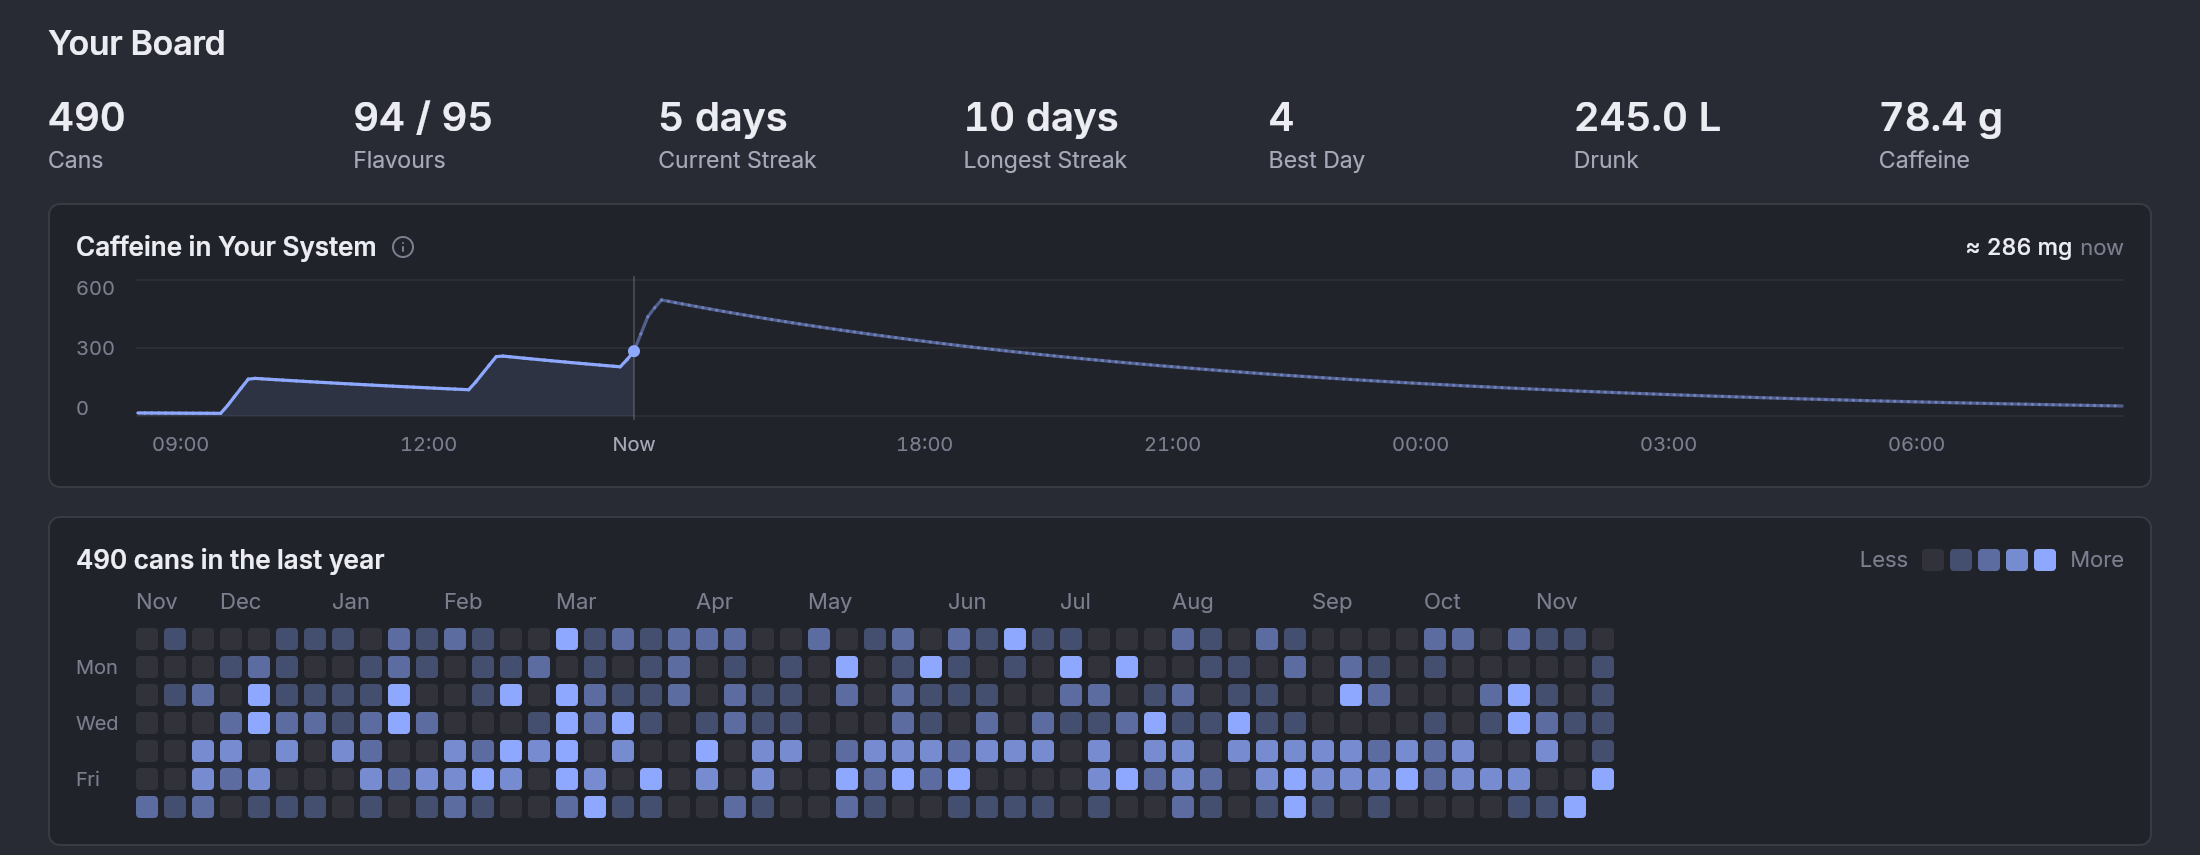 Your Board
490
94 / 95
5 days
10 days
4
245.0 L
78.4 g
Cans
Flavours
Current Streak
Longest Streak
Best Day
Drunk
Caffeine
Caffeine in Your System
≈ 286 mg now
600
300
0
09:00
12:00
Now
18:00
21:00
00:00
03:00
06:00
490 cans in the last year
Less
More
Nov
Dec
Jan
Feb
Mar
Apr
May
Jun
Jul
Aug
Sep
Oct
Nov
Mon
Wed
Fri